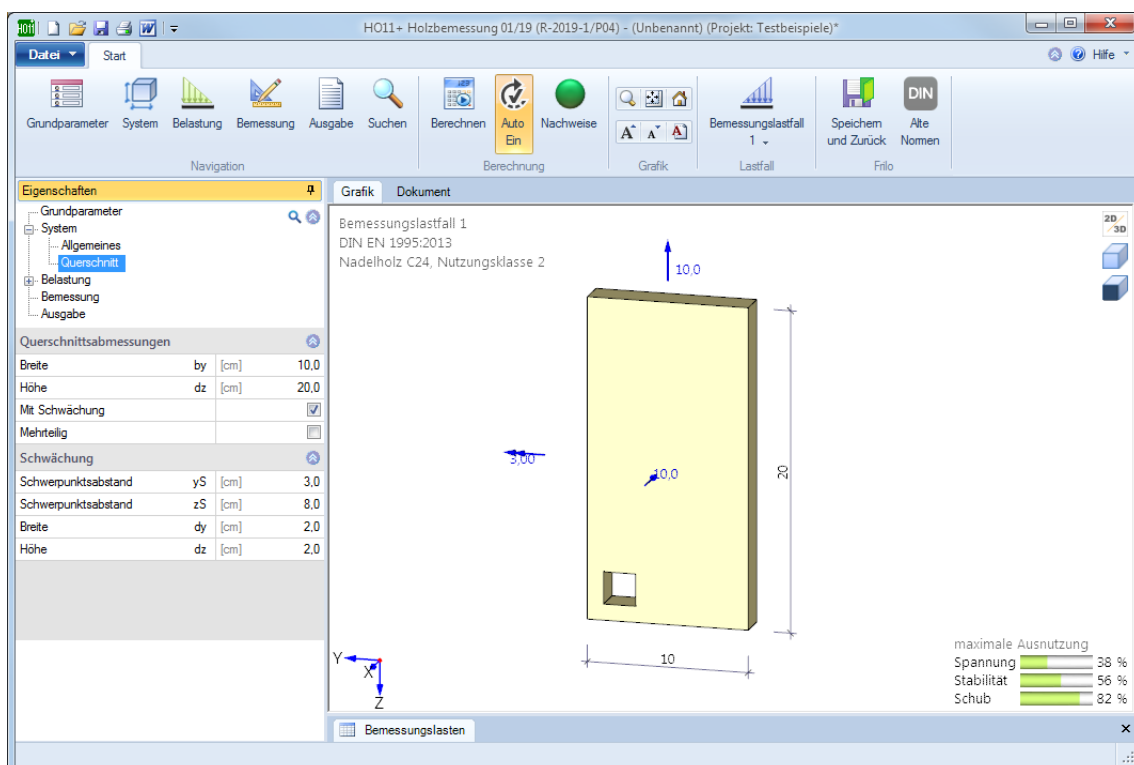 HO11 HO11+ Holzbemessung 01/19 (R-2019-1/P04) - (Unbenannt) (Projekt: Testbeispiele)*
Datei Start Hilfe
Grundparameter System Belastung Bemessung Ausgabe Suchen Berechnen Auto Ein Nachweise Bemessungslastfall 1 Speichern und Zurück DIN Alte Normen
Navigation Berechnung Grafik Lastfall Frilo
Eigenschaften
Grundparameter
System
Allgemeines
Querschnitt
Belastung
Bemessung
Ausgabe
Querschnittsabmessungen
Breite by [cm] 10,0
Höhe dz [cm] 20,0
Mit Schwächung
Mehrteilig
Schwächung
Schwerpunktsabstand yS [cm] 3,0
Schwerpunktsabstand zS [cm] 8,0
Breite dy [cm] 2,0
Höhe dz [cm] 2,0
Grafik Dokument
Bemessungslastfall 1
DIN EN 1995:2013
Nadelholz C24, Nutzungsklasse 2
2D/3D
10,0
3,00
10,0
20
10
Y
X
Z
maximale Ausnutzung
Spannung 38 %
Stabilität 56 %
Schub 82 %
Bemessungslasten